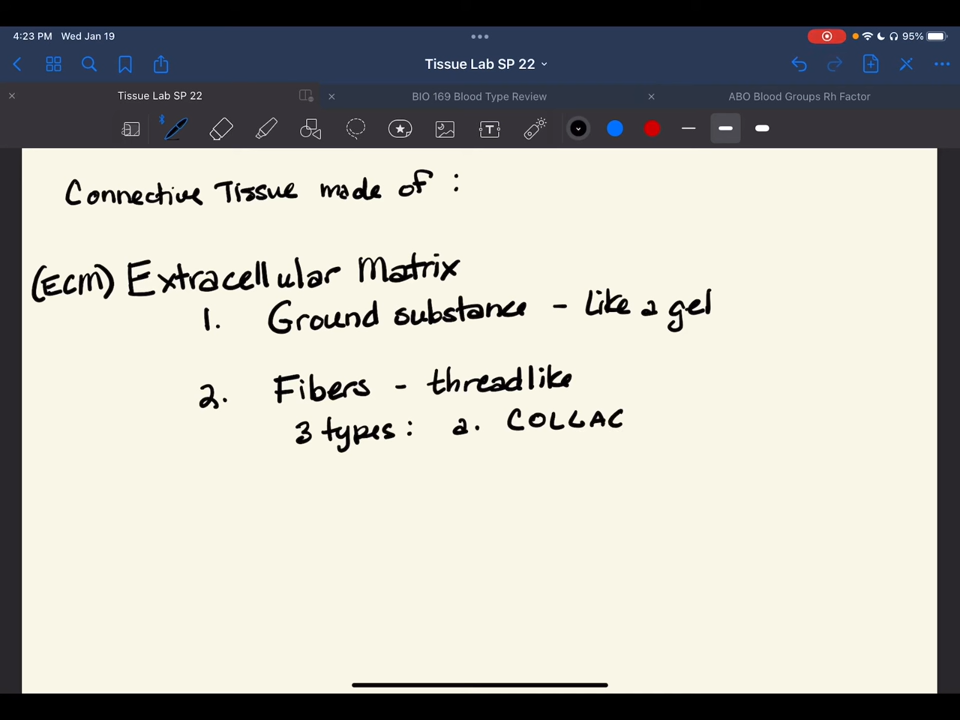 4:23 PM Wed Jan 19
95%
Tissue Lab SP 22
Tissue Lab SP 22
BIO 169 Blood Type Review
ABO Blood Groups Rh Factor
Connective Tissue made of :
(ECM) Extracellular Matrix
1. Ground substance - like a gel
2. Fibers - threadlike
3 types : a. COLLAC